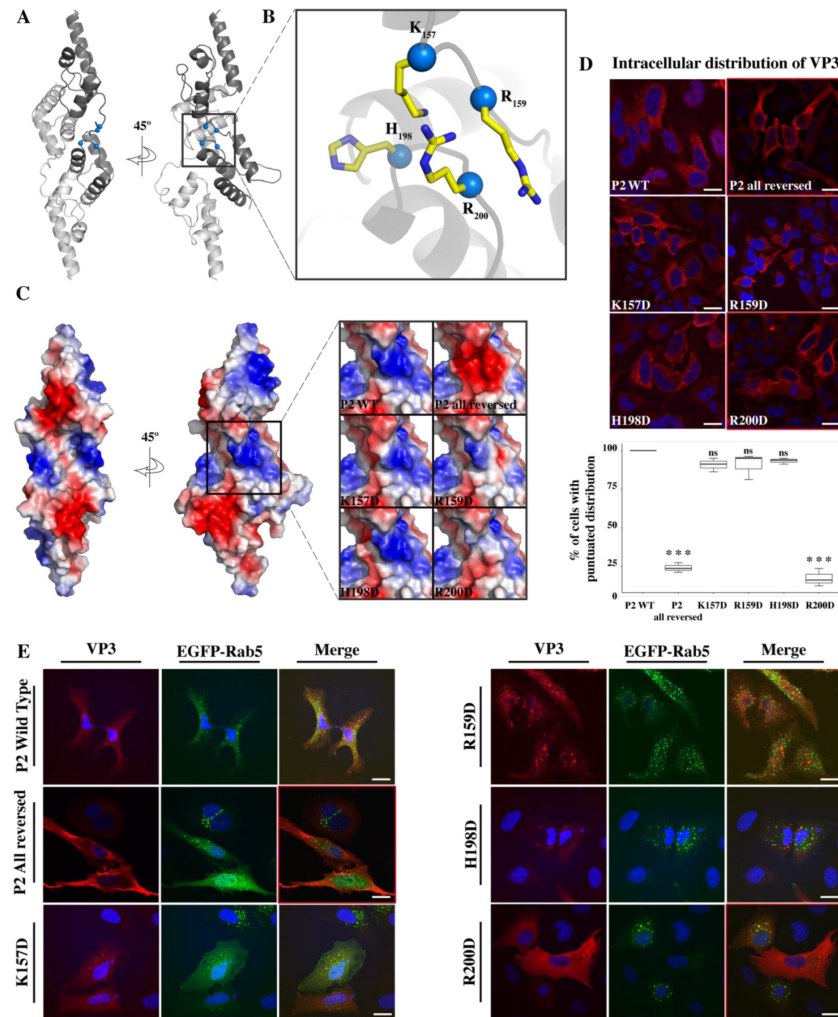 A
45º
B
K157
R159
H198
R200
C
45º
P2 WT
P2 all reversed
K157D
R159D
H198D
R200D
D
Intracellular distribution of VP3
P2 WT
P2 all reversed
K157D
R159D
H198D
R200D
% of cells with
puntuated distribution
100
75
50
25
0
ns
ns
ns
***
***
P2 WT
P2
all reversed
K157D
R159D
H198D
R200D
E
VP3
EGFP-Rab5
Merge
P2 Wild Type
P2 All reversed
K157D
VP3
EGFP-Rab5
Merge
R159D
H198D
R200D